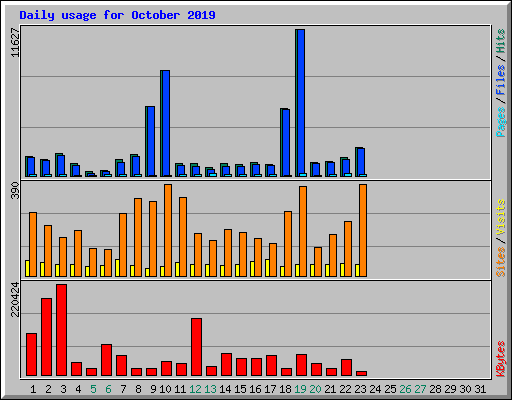 Daily usage for October 2019
11627
Pages / Files / Hits
390
Sites / Visits
220424
KBytes
1 2 3 4 5 6 7 8 9 10 11 12 13 14 15 16 17 18 19 20 21 22 23 24 25 26 27 28 29 30 31